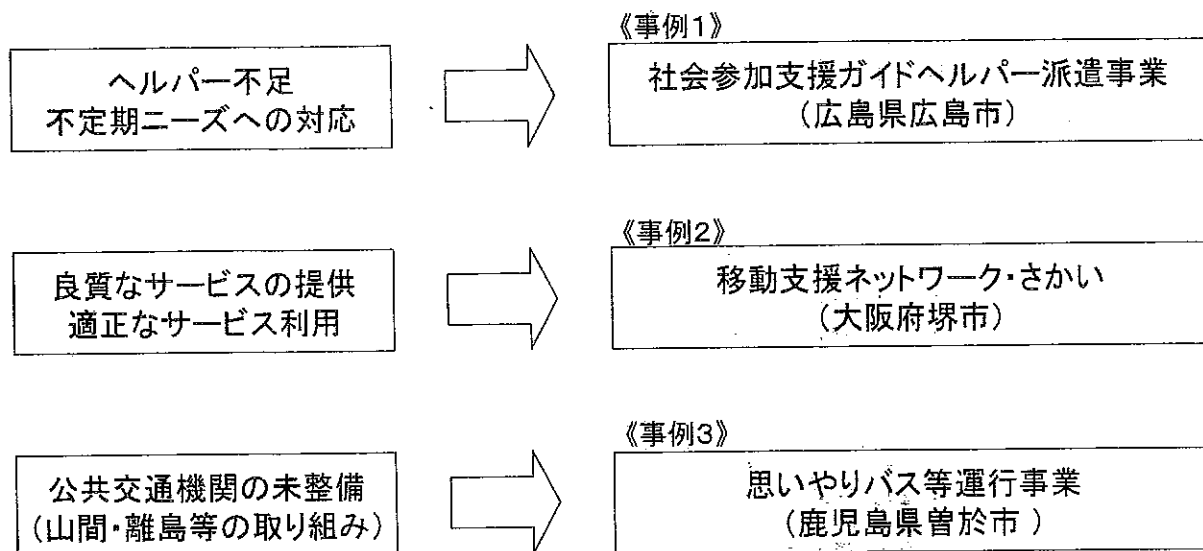 ヘルパー不足
不定期ニーズへの対応
《事例1》
社会参加支援ガイドヘルパー派遣事業
(広島県広島市)
良質なサービスの提供
適正なサービス利用
《事例2》
移動支援ネットワーク・さかい
(大阪府堺市)
公共交通機関の未整備
(山間・離島等の取り組み)
《事例3》
思いやりバス等運行事業
(鹿児島県曽於市)